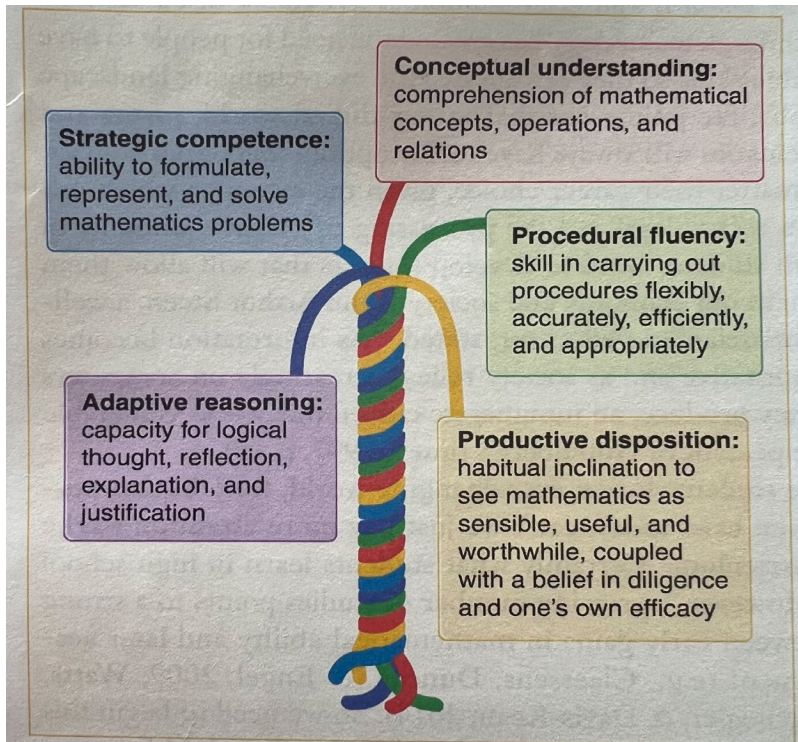 Conceptual understanding:
comprehension of mathematical
concepts, operations, and
relations
Strategic competence:
ability to formulate,
represent, and solve
mathematics problems
Procedural fluency:
skill in carrying out
procedures flexibly,
accurately, efficiently,
and appropriately
Adaptive reasoning:
capacity for logical
thought, reflection,
explanation, and
justification
Productive disposition:
habitual inclination to
see mathematics as
sensible, useful, and
worthwhile, coupled
with a belief in diligence
and one's own efficacy